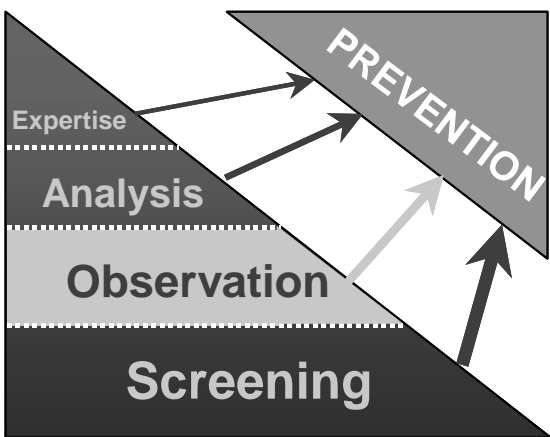 PREVENTION
Expertise
Analysis
Observation
Screening